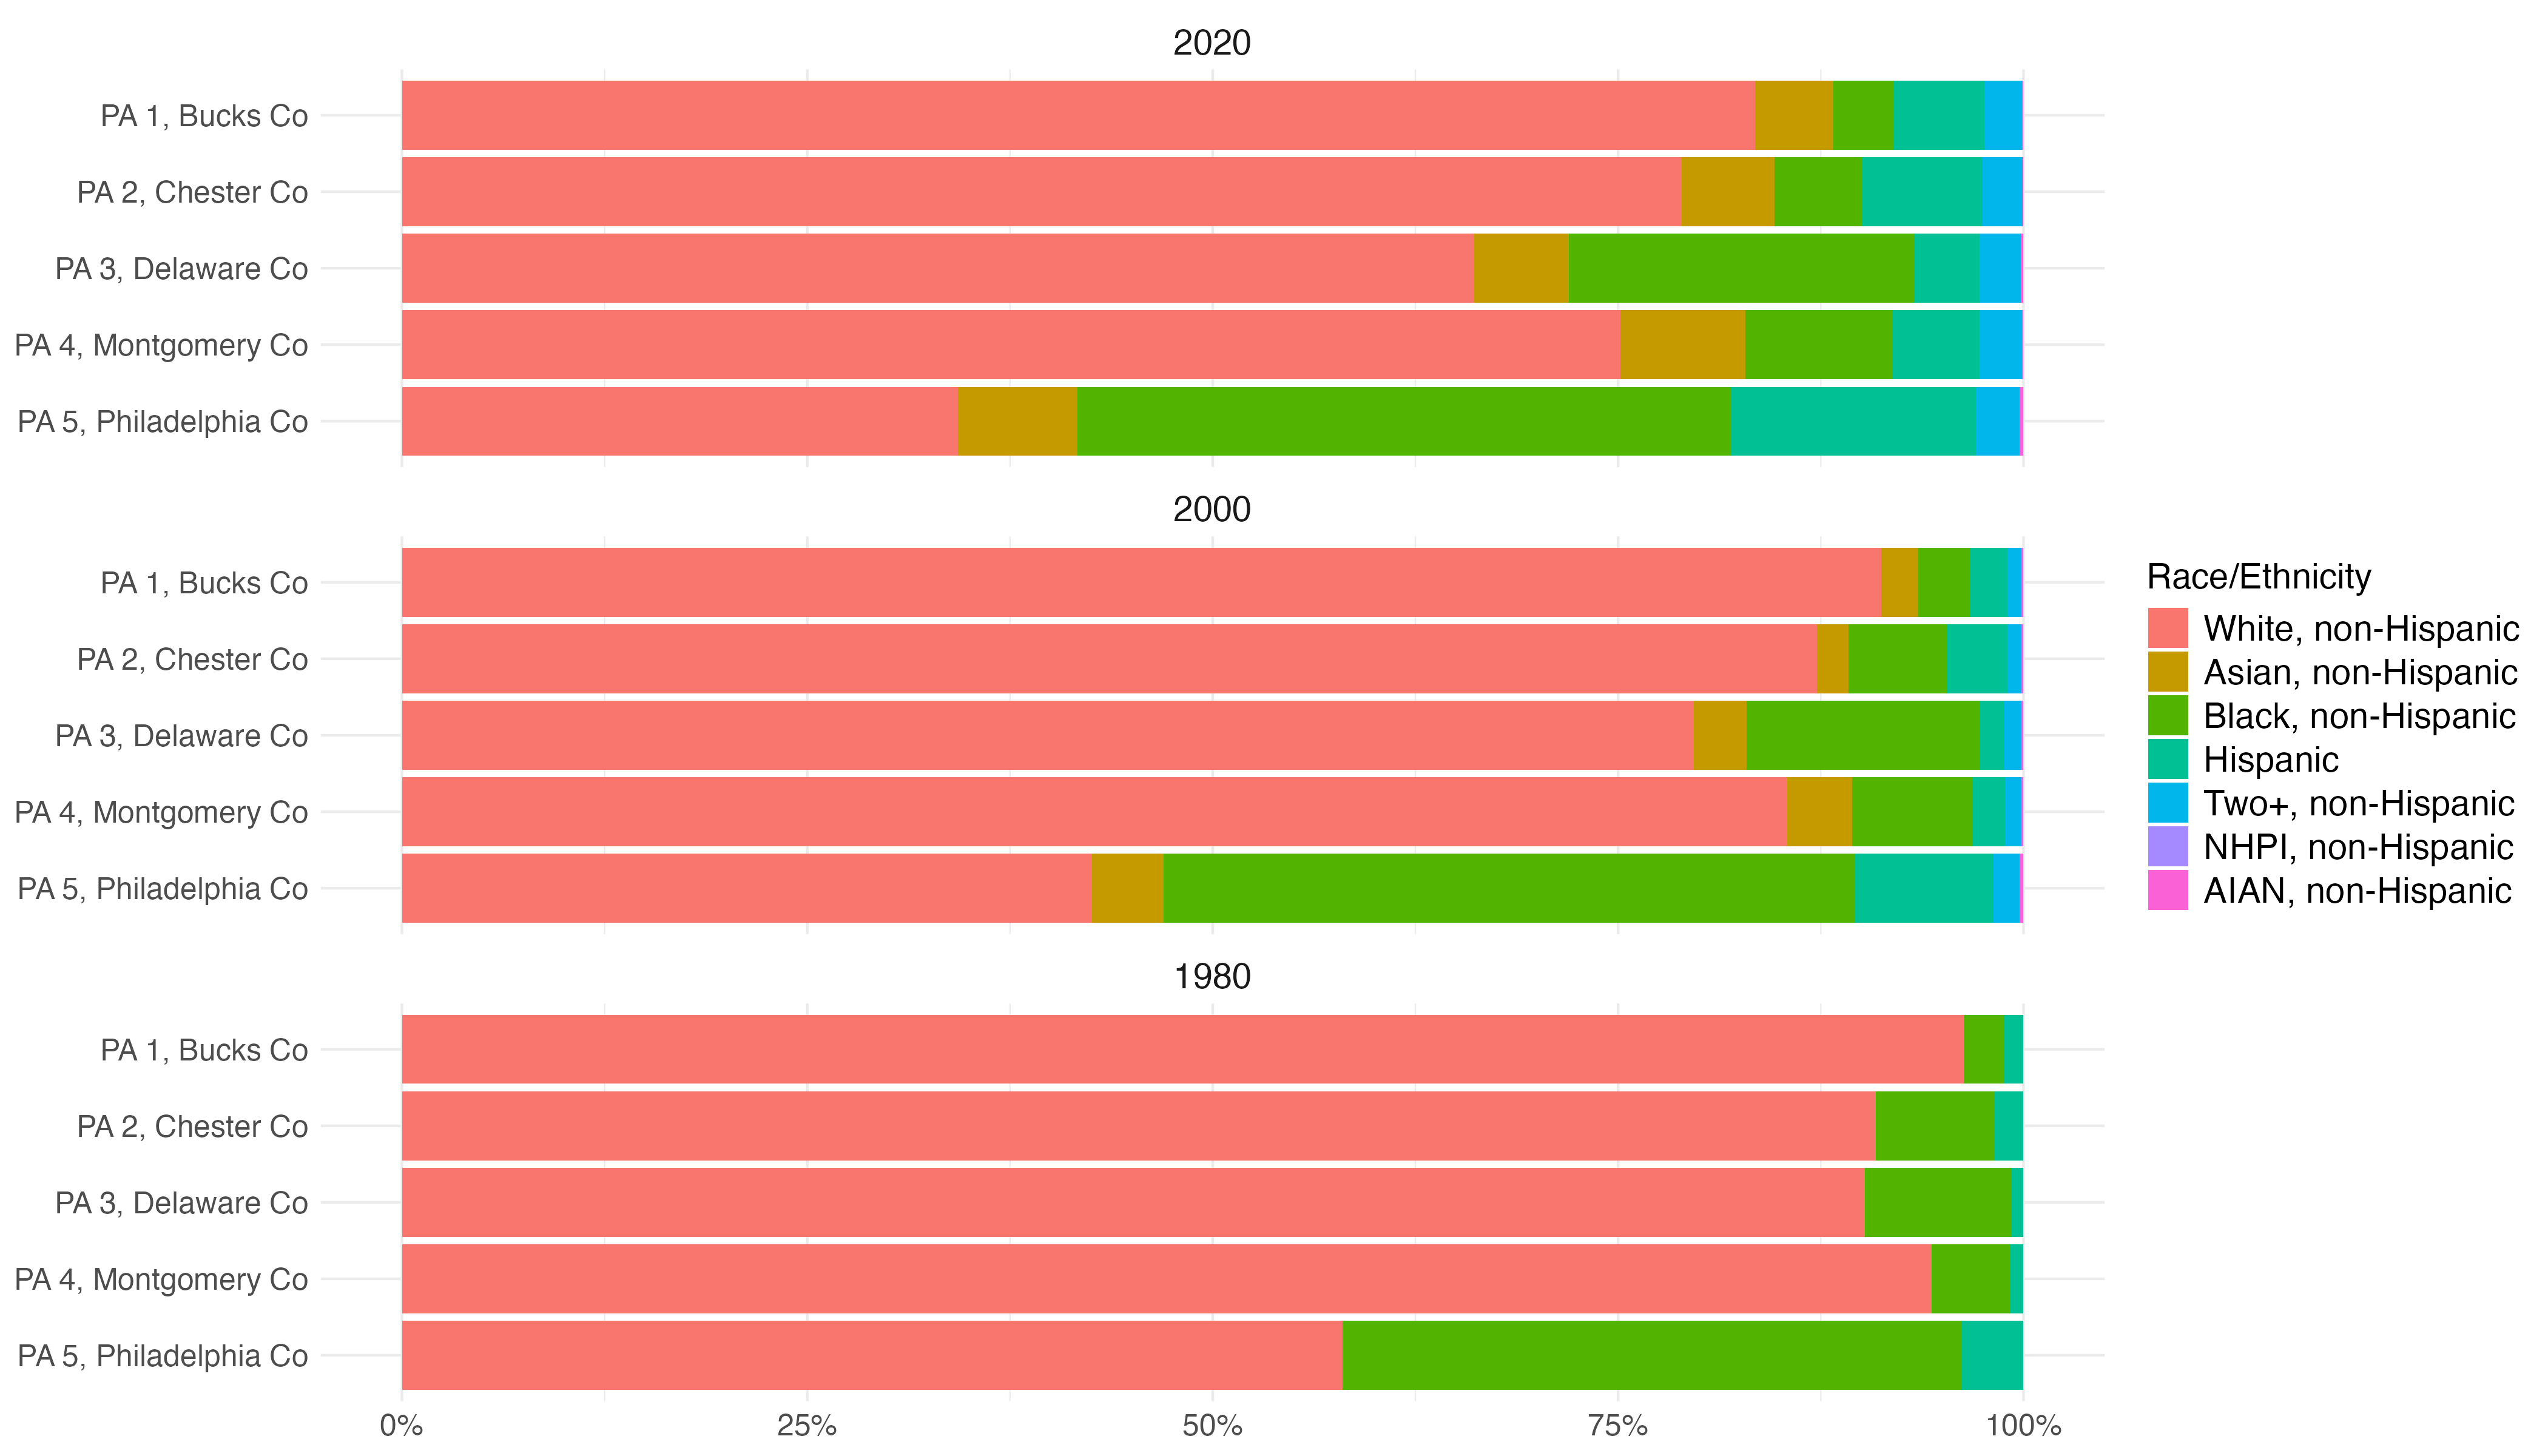 2020
PA 1, Bucks Co
PA 2, Chester Co
PA 3, Delaware Co
PA 4, Montgomery Co
PA 5, Philadelphia Co
2000
PA 1, Bucks Co
PA 2, Chester Co
PA 3, Delaware Co
PA 4, Montgomery Co
PA 5, Philadelphia Co
1980
PA 1, Bucks Co
PA 2, Chester Co
PA 3, Delaware Co
PA 4, Montgomery Co
PA 5, Philadelphia Co
0% 25% 50% 75% 100%
Race/Ethnicity
White, non-Hispanic
Asian, non-Hispanic
Black, non-Hispanic
Hispanic
Two+, non-Hispanic
NHPI, non-Hispanic
AIAN, non-Hispanic